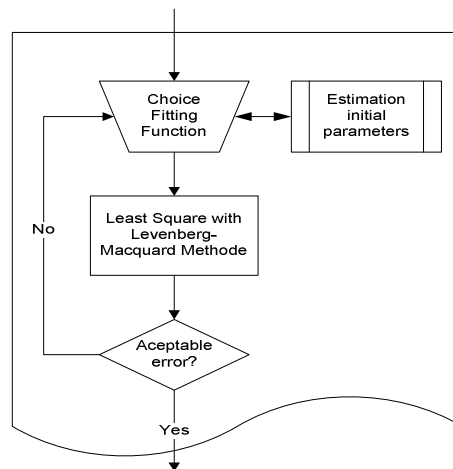 Choice
Fitting
Function
Estimation
initial
parameters
Least Square with
Levenberg-
Macquard Methode
No
Aceptable
error?
Yes